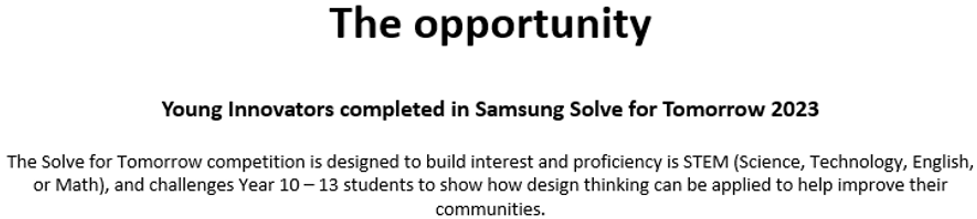 The opportunity
Young Innovators completed in Samsung Solve for Tomorrow 2023
The Solve for Tomorrow competition is designed to build interest and proficiency is STEM (Science, Technology, English,
or Math), and challenges Year 10 – 13 students to show how design thinking can be applied to help improve their
communities.